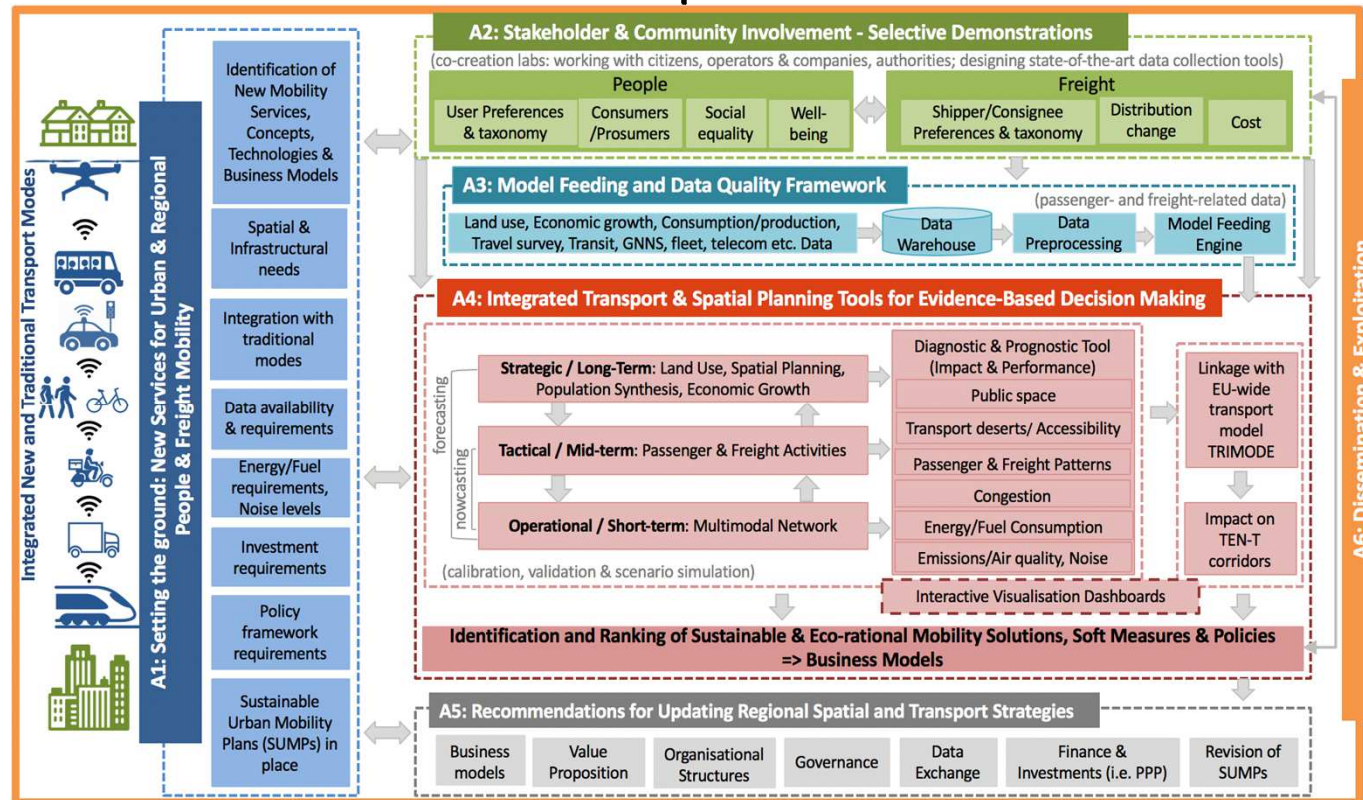 Integrated New and Traditional Transport Modes
A1: Setting the ground: New Services for Urban & Regional
People & Freight Mobility
Identification of
New Mobility
Services,
Concepts,
Technologies &
Business Models
Spatial &
Infrastructural
needs
Integration with
traditional
modes
Data availability
& requirements
Energy/Fuel
requirements,
Noise levels
Investment
requirements
Policy
framework
requirements
Sustainable
Urban Mobility
Plans (SUMPs) in
place
A2: Stakeholder & Community Involvement - Selective Demonstrations
(co-creation labs: working with citizens, operators & companies, authorities; designing state-of-the-art data collection tools)
People
User Preferences
& taxonomy
Consumers
/Prosumers
Social
equality
Well-
being
Freight
Shipper/Consignee
Preferences & taxonomy
Distribution
change
Cost
A3: Model Feeding and Data Quality Framework
(passenger- and freight-related data)
Land use, Economic growth, Consumption/production,
Travel survey, Transit, GNNS, fleet, telecom etc. Data
Data
Warehouse
Data
Preprocessing
Model Feeding
Engine
A4: Integrated Transport & Spatial Planning Tools for Evidence-Based Decision Making
forecasting
nowcasting
Strategic / Long-Term: Land Use, Spatial Planning,
Population Synthesis, Economic Growth
Tactical / Mid-term: Passenger & Freight Activities
Operational / Short-term: Multimodal Network
(calibration, validation & scenario simulation)
Diagnostic & Prognostic Tool
(Impact & Performance)
Public space
Transport deserts/ Accessibility
Passenger & Freight Patterns
Congestion
Energy/Fuel Consumption
Emissions/Air quality, Noise
Linkage with
EU-wide
transport
model
TRIMODE
Impact on
TEN-T
corridors
Interactive Visualisation Dashboards
Identification and Ranking of Sustainable & Eco-rational Mobility Solutions, Soft Measures & Policies
=> Business Models
A5: Recommendations for Updating Regional Spatial and Transport Strategies
Business
models
Value
Proposition
Organisational
Structures
Governance
Data
Exchange
Finance &
Investments (i.e. PPP)
Revision of
SUMPs
A6: Dissemination & Exploitation